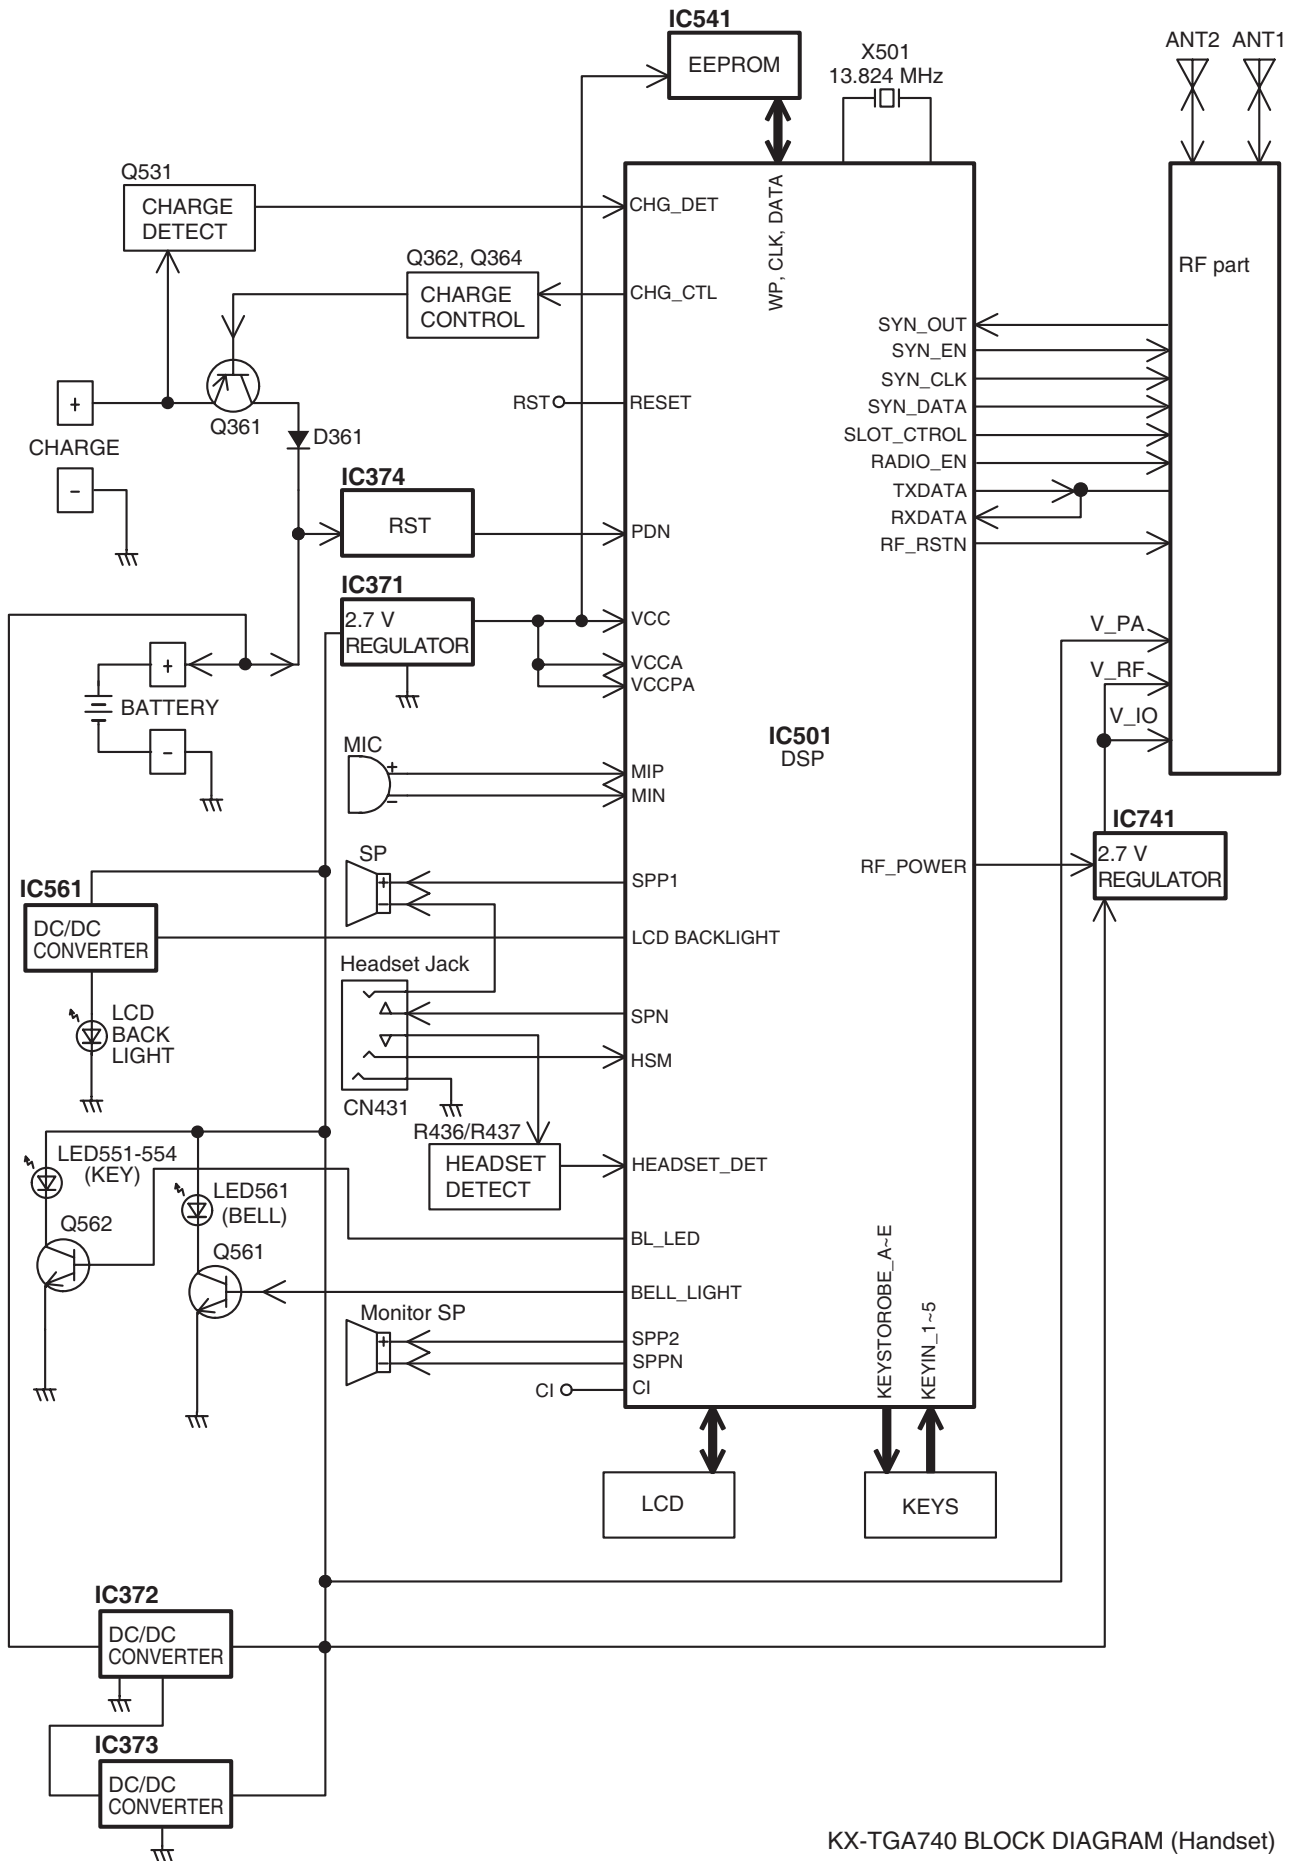 IC541
EEPROM
X501
13.824 MHz
ANT2 ANT1
Q531
CHARGE
DETECT
CHG_DET
WP, CLK, DATA
RF part
Q362, Q364
CHARGE
CONTROL
CHG_CTL
SYN_OUT
SYN_EN
SYN_CLK
SYN_DATA
SLOT_CTROL
RADIO_EN
TXDATA
RXDATA
RF_RSTN
+
CHARGE
-
Q361
D361
RST
RESET
IC374
RST
PDN
IC371
2.7 V
REGULATOR
VCC
VCCA
VCCPA
V_PA
V_RF
V_IO
+
BATTERY
-
IC501
DSP
MIC
+
-
MIP
MIN
IC741
2.7 V
REGULATOR
RF_POWER
SP
+
-
SPP1
IC561
DC/DC
CONVERTER
LCD BACKLIGHT
LCD
BACK
LIGHT
Headset Jack
SPN
HSM
CN431
R436/R437
HEADSET
DETECT
HEADSET_DET
LED551-554
(KEY)
Q562
LED561
(BELL)
Q561
BL_LED
BELL_LIGHT
Monitor SP
+
-
SPP2
SPPN
CI
CI
KEYSTOROBE_A~E
KEYIN_1~5
LCD
KEYS
IC372
DC/DC
CONVERTER
IC373
DC/DC
CONVERTER
KX-TGA740 BLOCK DIAGRAM (Handset)